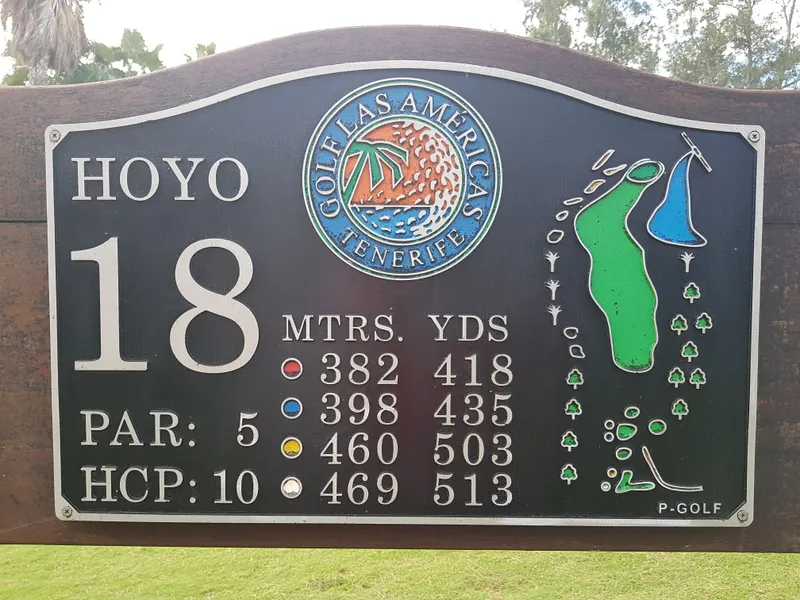 GOLF LAS AMÉRICAS
TENERIFE
HOYO
18
PAR: 5
HCP: 10
MTRS. YDS
382 418
398 435
460 503
469 513
P-GOLF